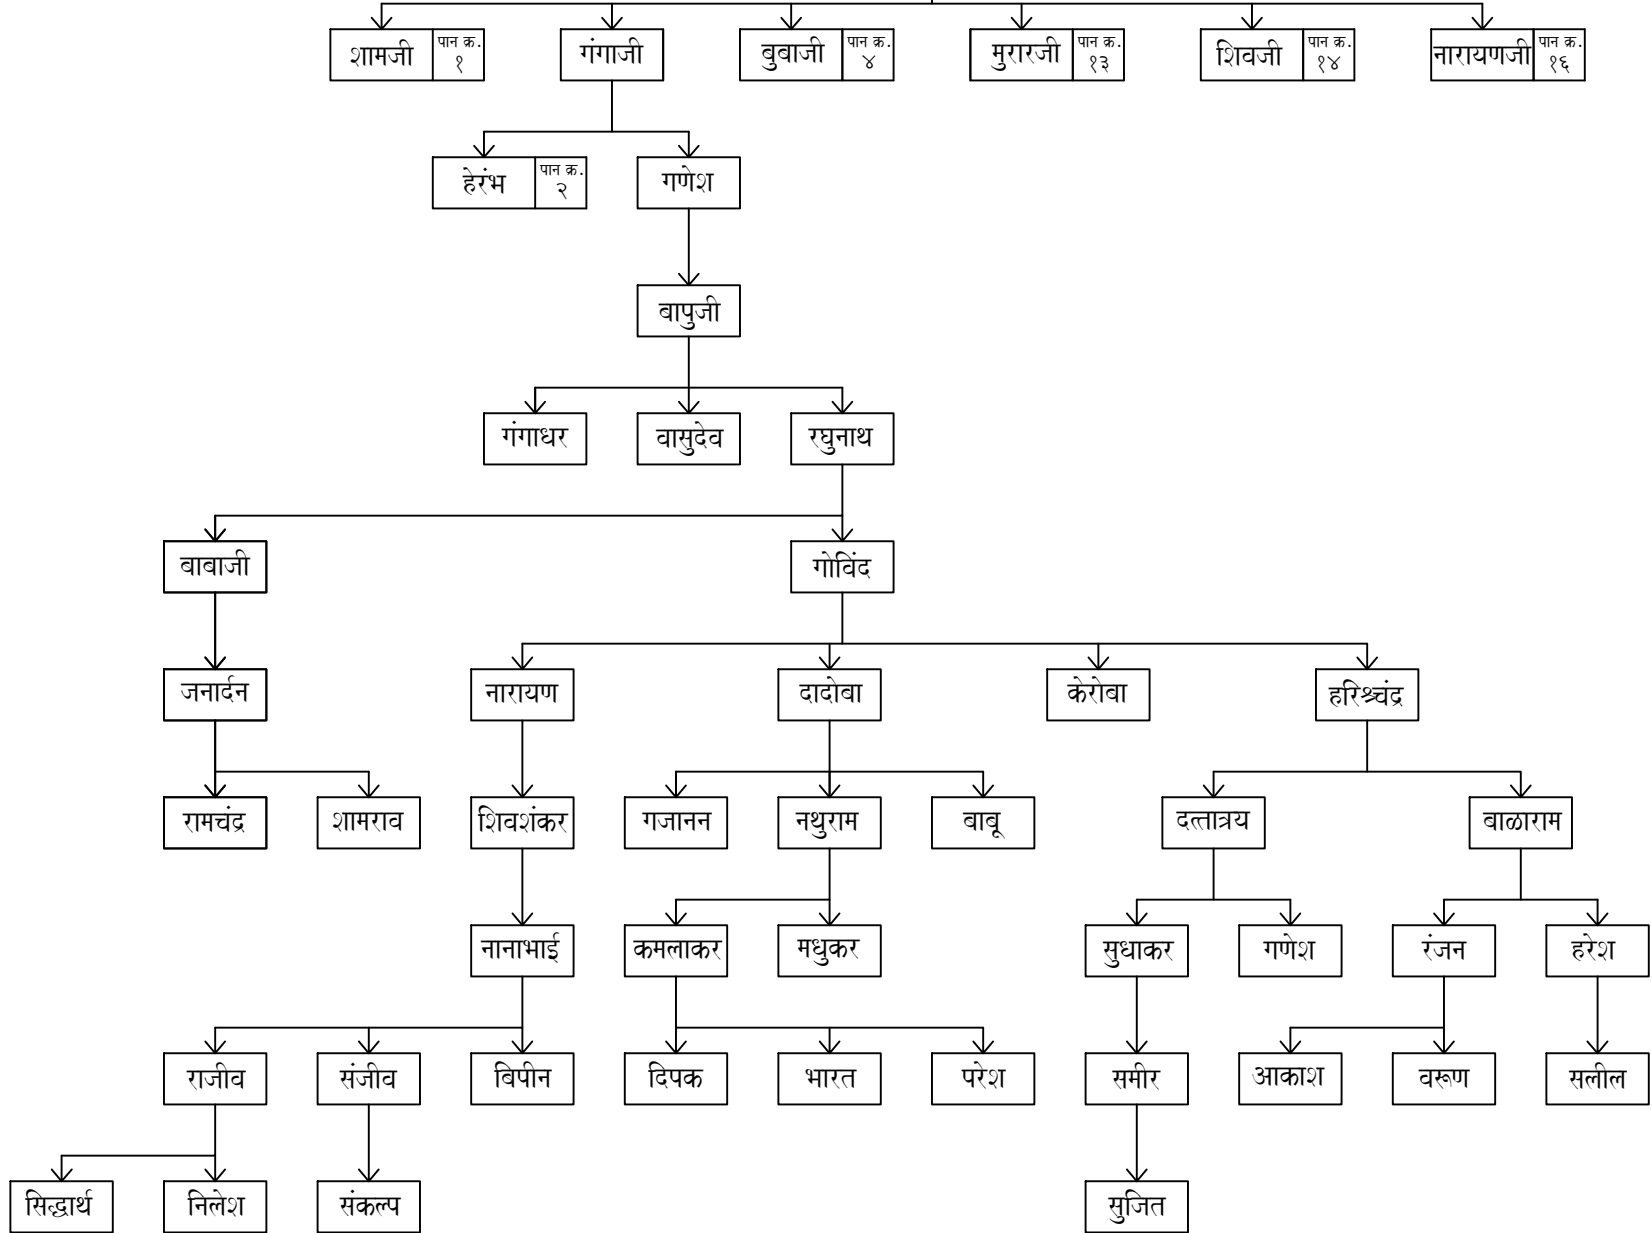 शामजी पान क्र. १ गंगाजी बुबाजी पान क्र. ४ मुरारजी पान क्र. १३ शिवजी पान क्र. १४ नारायणजी पान क्र. १६
हेरंभ पान क्र. २ गणेश
बापुजी
गंगाधर वासुदेव रघुनाथ
बाबाजी गोविंद
जनार्दन नारायण दादोबा केरोबा हरिश्चंद्र
रामचंद्र शामराव शिवशंकर गजानन नथुराम बाबू दत्तात्रय बाळाराम
नानाभाई कमलाकर मधुकर सुधाकर गणेश रंजन हरेश
राजीव संजीव बिपीन दिपक भारत परेश समीर आकाश वरूण सलील
सिद्धार्थ निलेश संकल्प सुजित